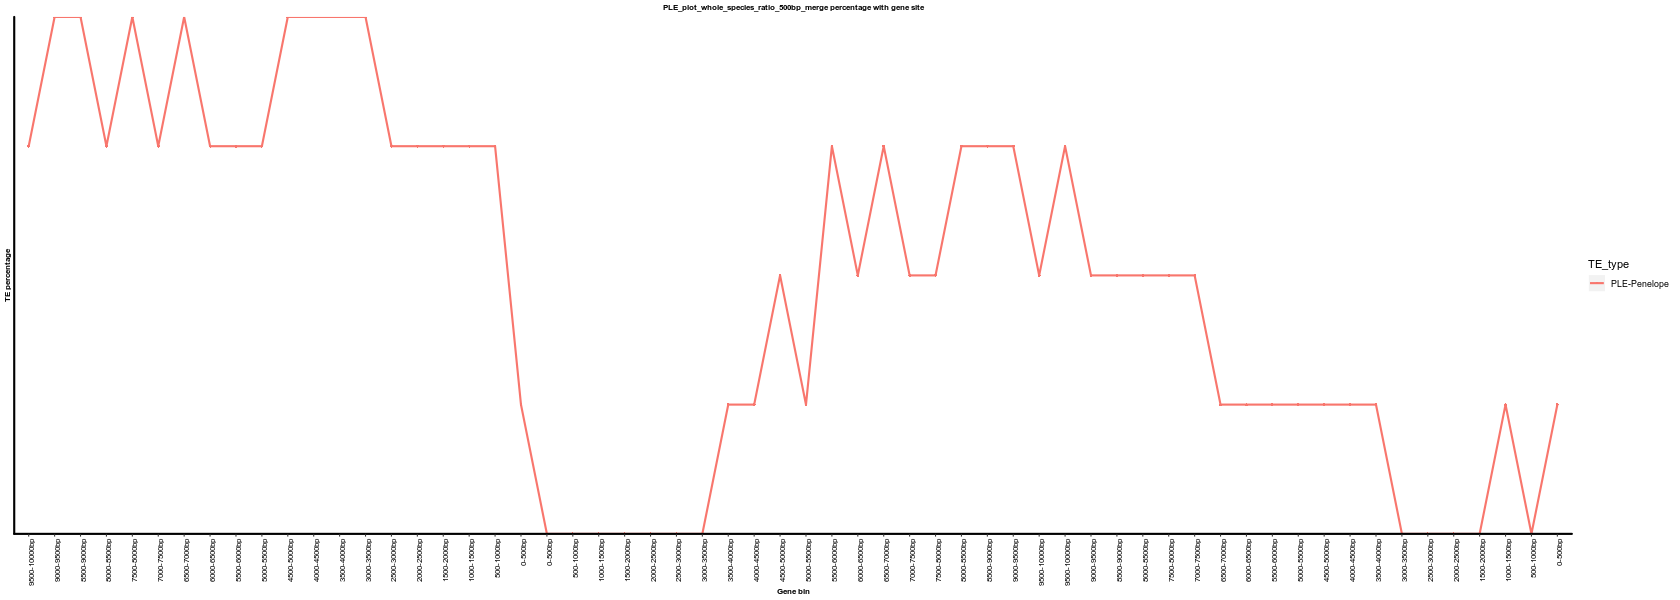 PLE_plot_whole_species_ratio_500bp_merge percentage with gene site
TE percentage
9500-10000bp
9000-9500bp
8500-9000bp
8000-8500bp
7500-8000bp
7000-7500bp
6500-7000bp
6000-6500bp
5500-6000bp
5000-5500bp
4500-5000bp
4000-4500bp
3500-4000bp
3000-3500bp
2500-3000bp
2000-2500bp
1500-2000bp
1000-1500bp
500-1000bp
0-500bp
0-500bp
500-1000bp
1000-1500bp
1500-2000bp
2000-2500bp
2500-3000bp
3000-3500bp
3500-4000bp
4000-4500bp
4500-5000bp
5000-5500bp
5500-6000bp
6000-6500bp
6500-7000bp
7000-7500bp
7500-8000bp
8000-8500bp
8500-9000bp
9000-9500bp
9500-10000bp
9500-10000bp
9000-9500bp
8500-9000bp
8000-8500bp
7500-8000bp
7000-7500bp
6500-7000bp
6000-6500bp
5500-6000bp
5000-5500bp
4500-5000bp
4000-4500bp
3500-4000bp
3000-3500bp
2500-3000bp
2000-2500bp
1500-2000bp
1000-1500bp
500-1000bp
0-500bp
Gene bin
TE_type
PLE-Penelope